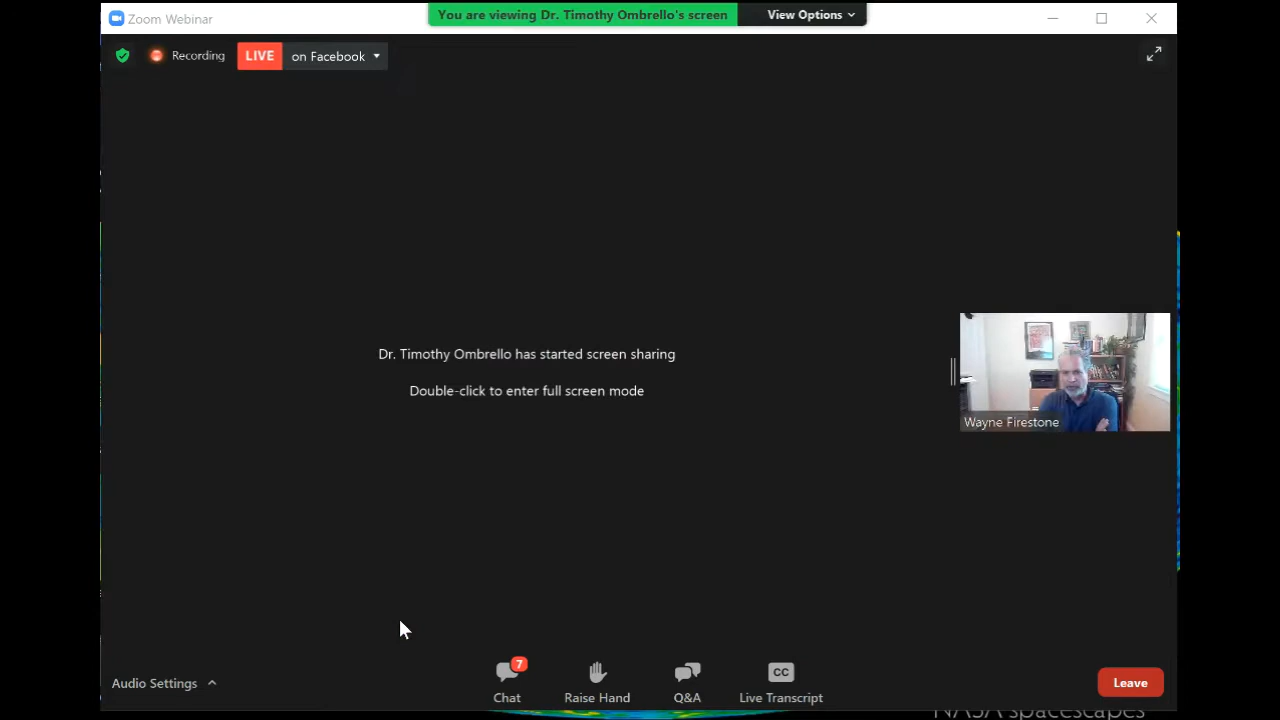 Zoom Webinar
You are viewing Dr. Timothy Ombrello's screen
View Options
Recording
LIVE
on Facebook
Dr. Timothy Ombrello has started screen sharing
Double-click to enter full screen mode
Wayne Firestone
Audio Settings
7
Chat
Raise Hand
Q&A
CC
Live Transcript
Leave
NASA spacescapes